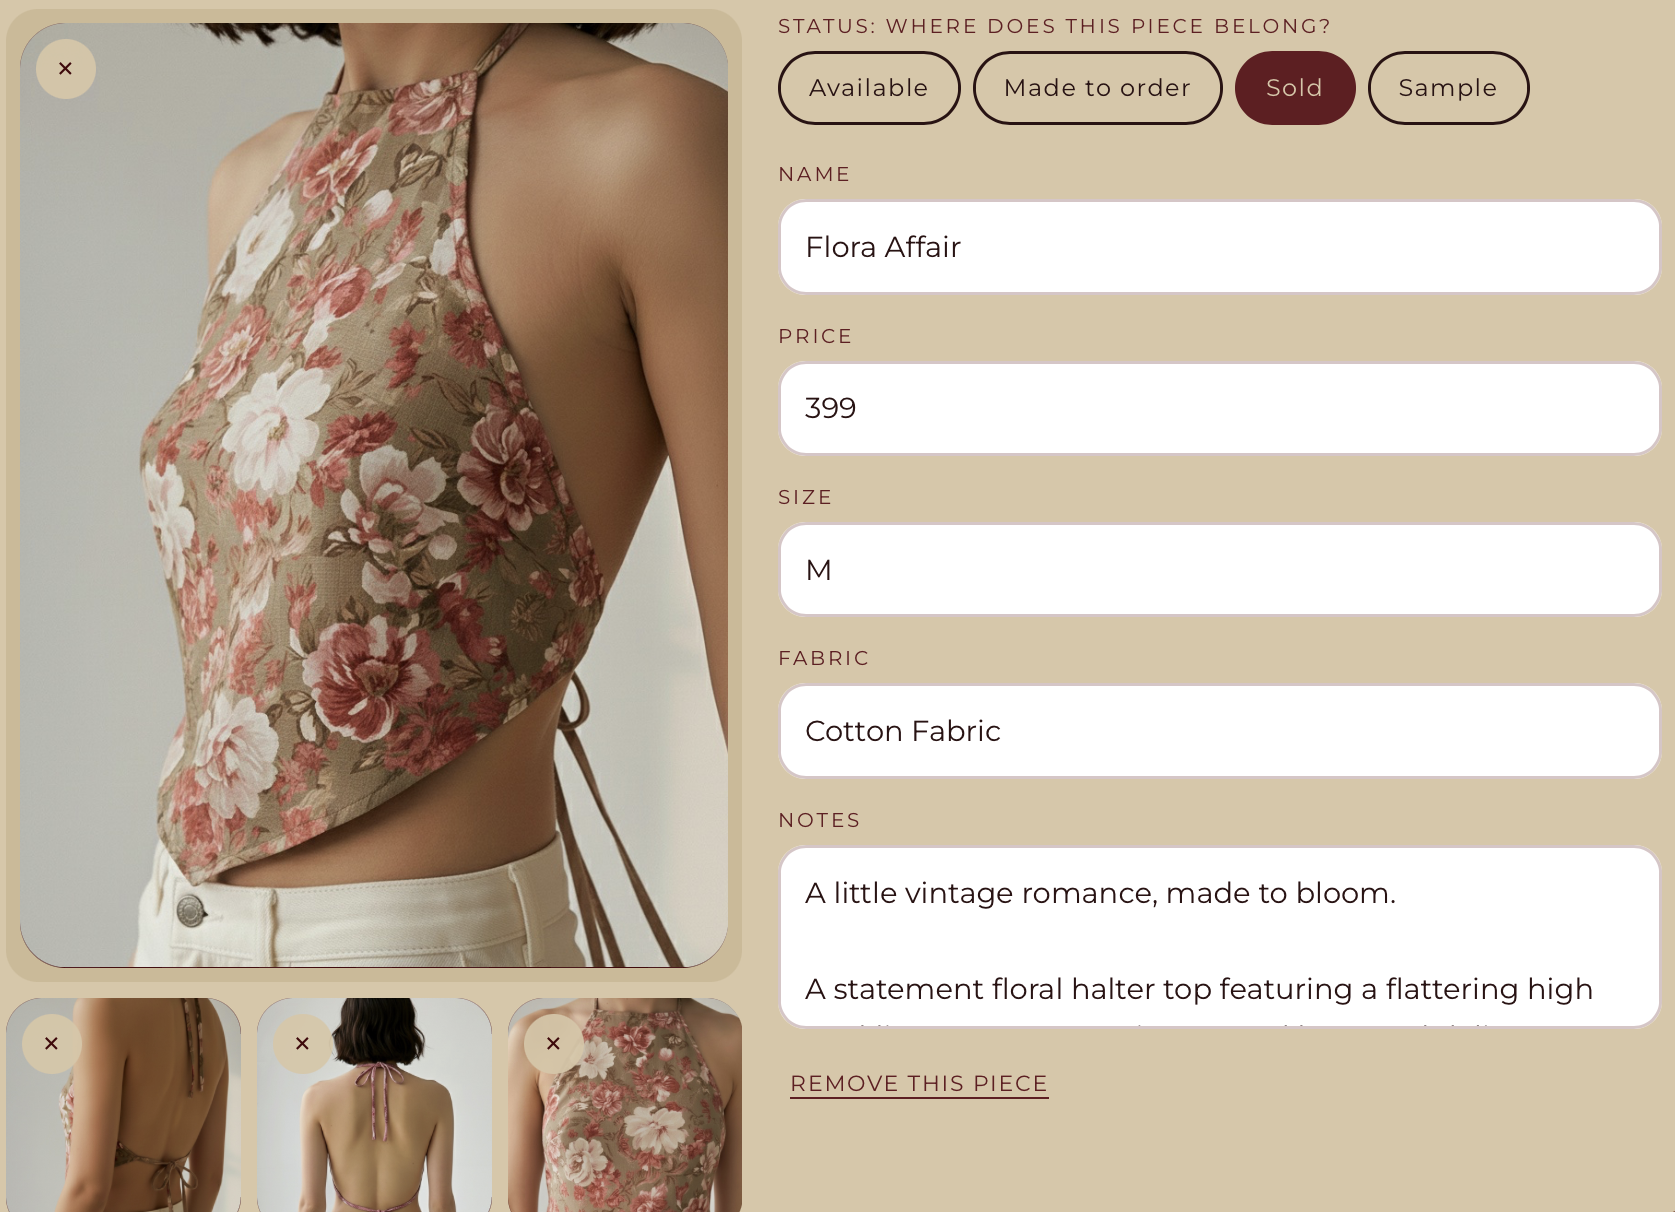 STATUS: WHERE DOES THIS PIECE BELONG?
Available
Made to order
Sold
Sample
NAME
Flora Affair
PRICE
399
SIZE
M
FABRIC
Cotton Fabric
NOTES
A little vintage romance, made to bloom.
A statement floral halter top featuring a flattering high
REMOVE THIS PIECE